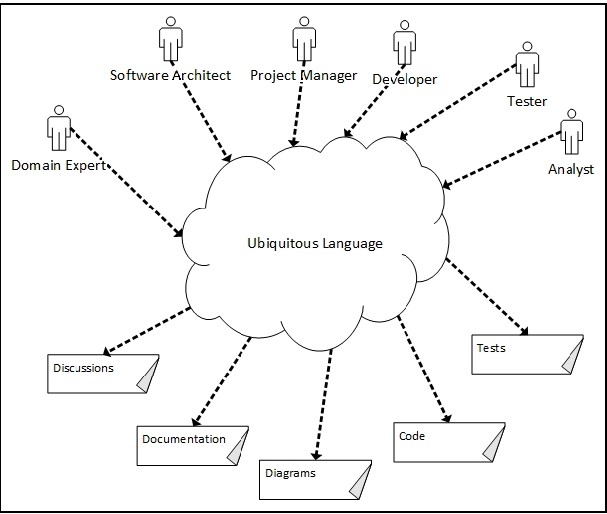 Software Architect
Project Manager
Developer
Tester
Domain Expert
Analyst
Ubiquitous Language
Tests
Discussions
Documentation
Code
Diagrams